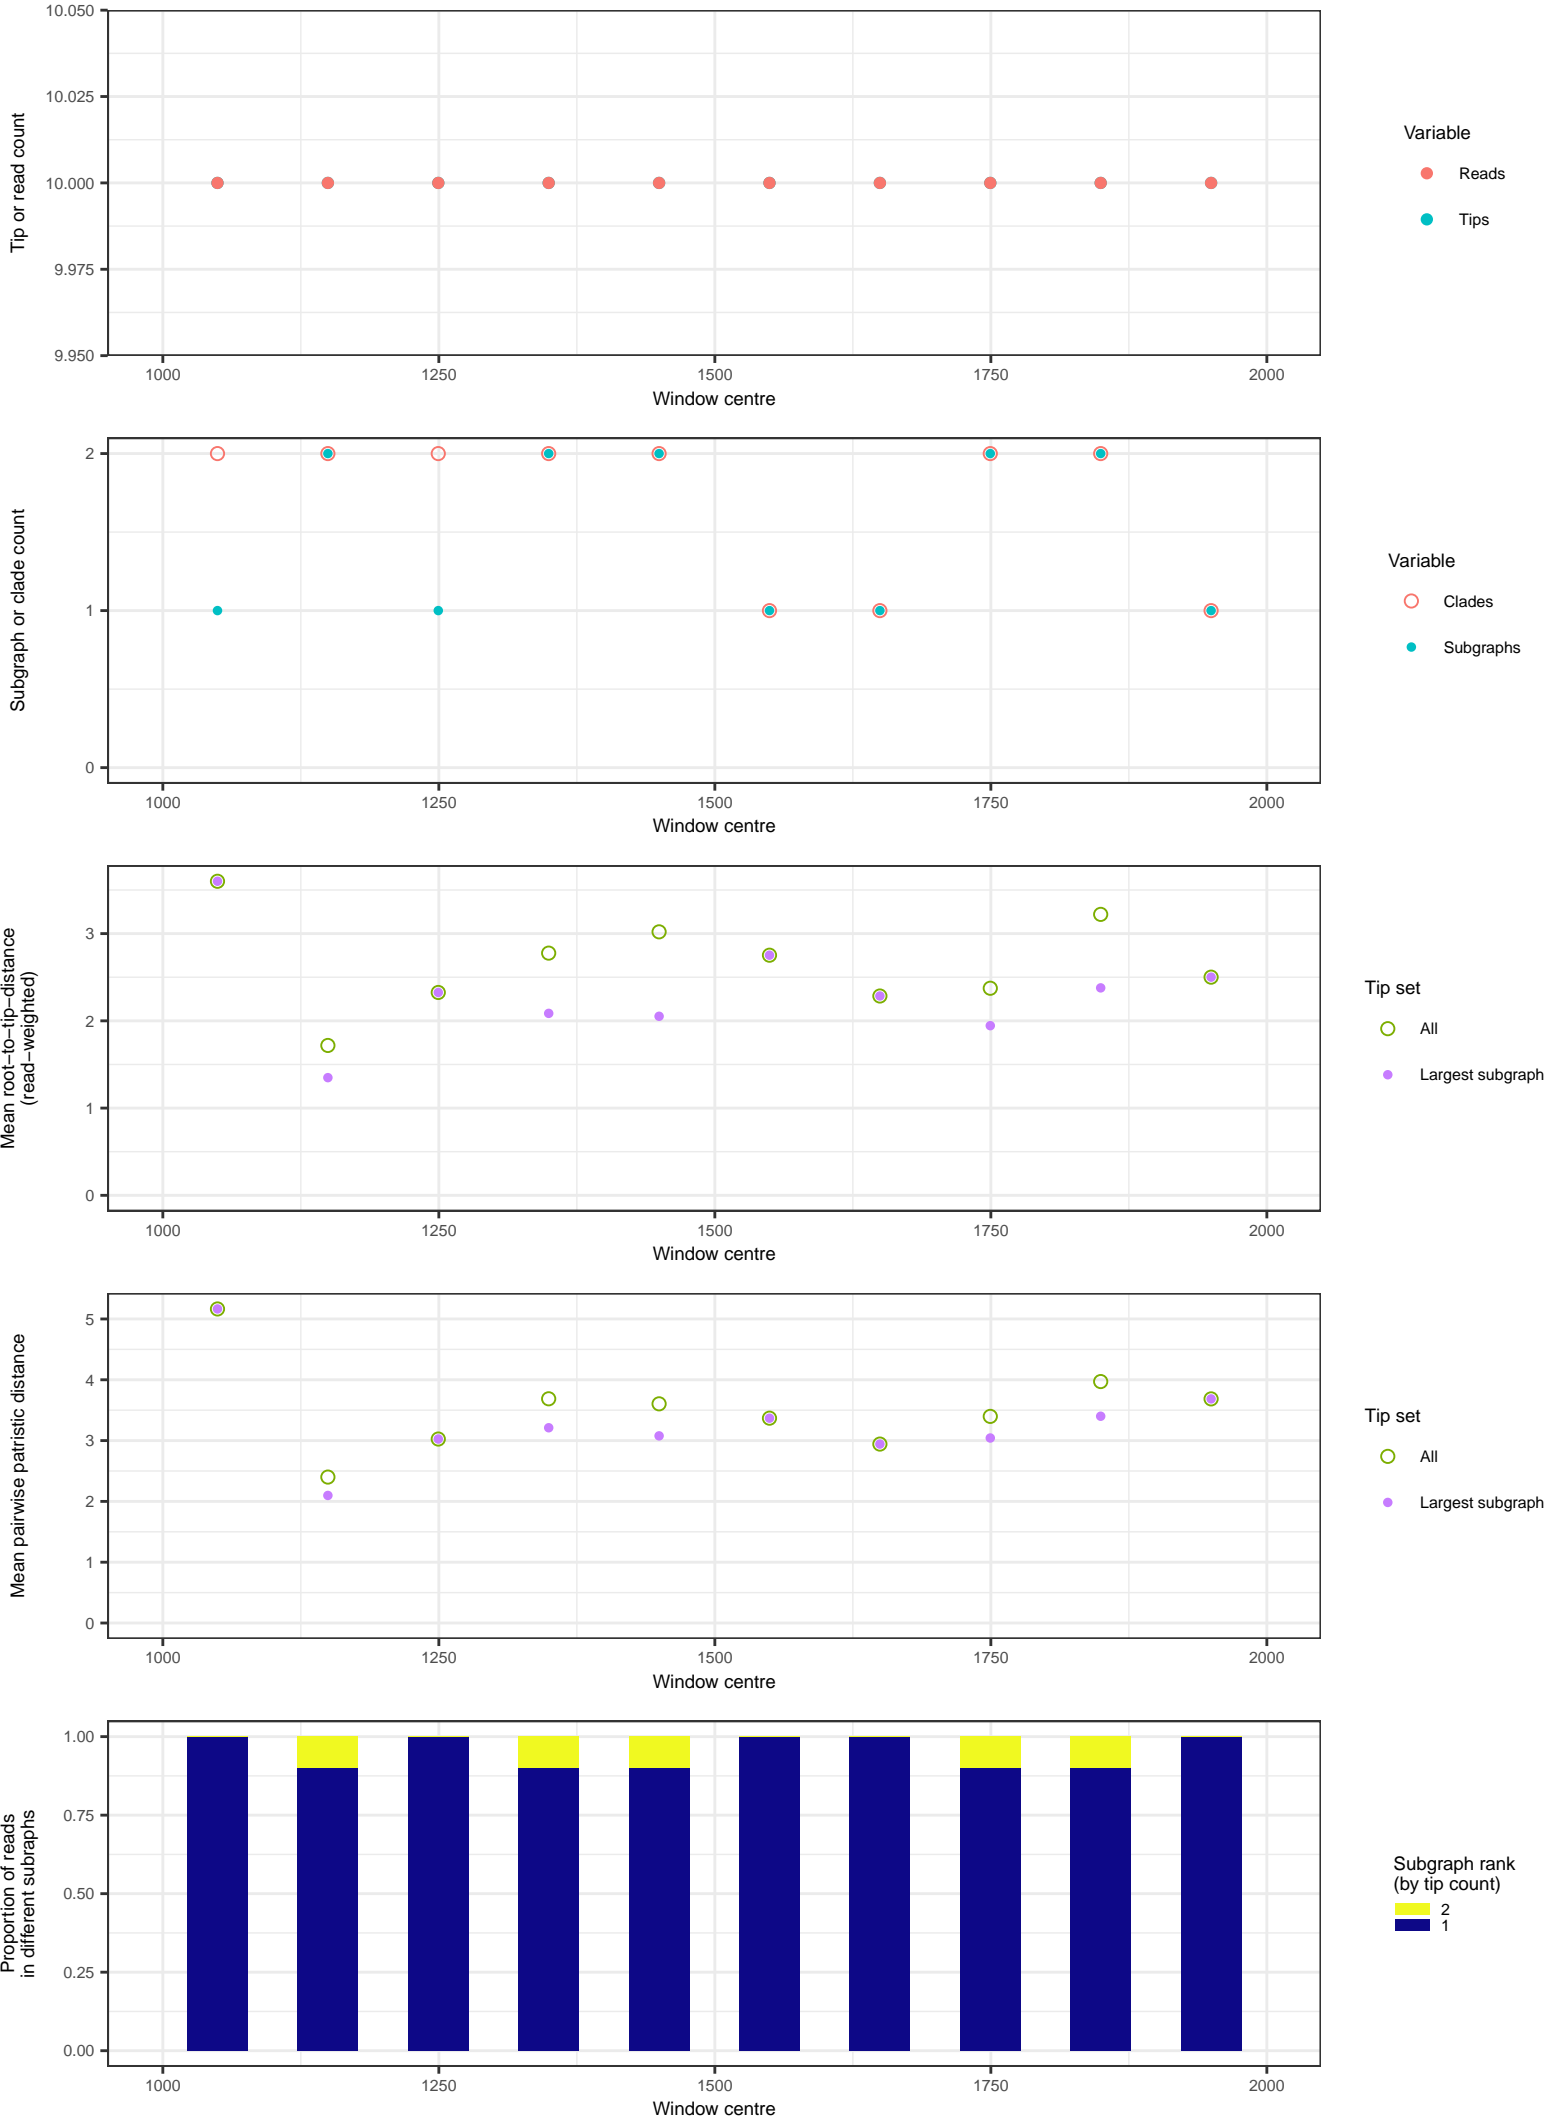 10.050
10.025
10.000
9.975
9.950
Tip or read count
1000 1250 1500 1750 2000
Window centre
Variable
Reads
Tips
2
1
0
Subgraph or clade count
1000 1250 1500 1750 2000
Window centre
Variable
Clades
Subgraphs
3
2
1
0
Mean root−to−tip−distance
(read−weighted)
1000 1250 1500 1750 2000
Window centre
Tip set
All
Largest subgraph
5
4
3
2
1
0
Mean pairwise patristic distance
1000 1250 1500 1750 2000
Window centre
Tip set
All
Largest subgraph
1.00
0.75
0.50
0.25
0.00
Proportion of reads
in different subraphs
1000 1250 1500 1750 2000
Window centre
Subgraph rank
(by tip count)
2
1